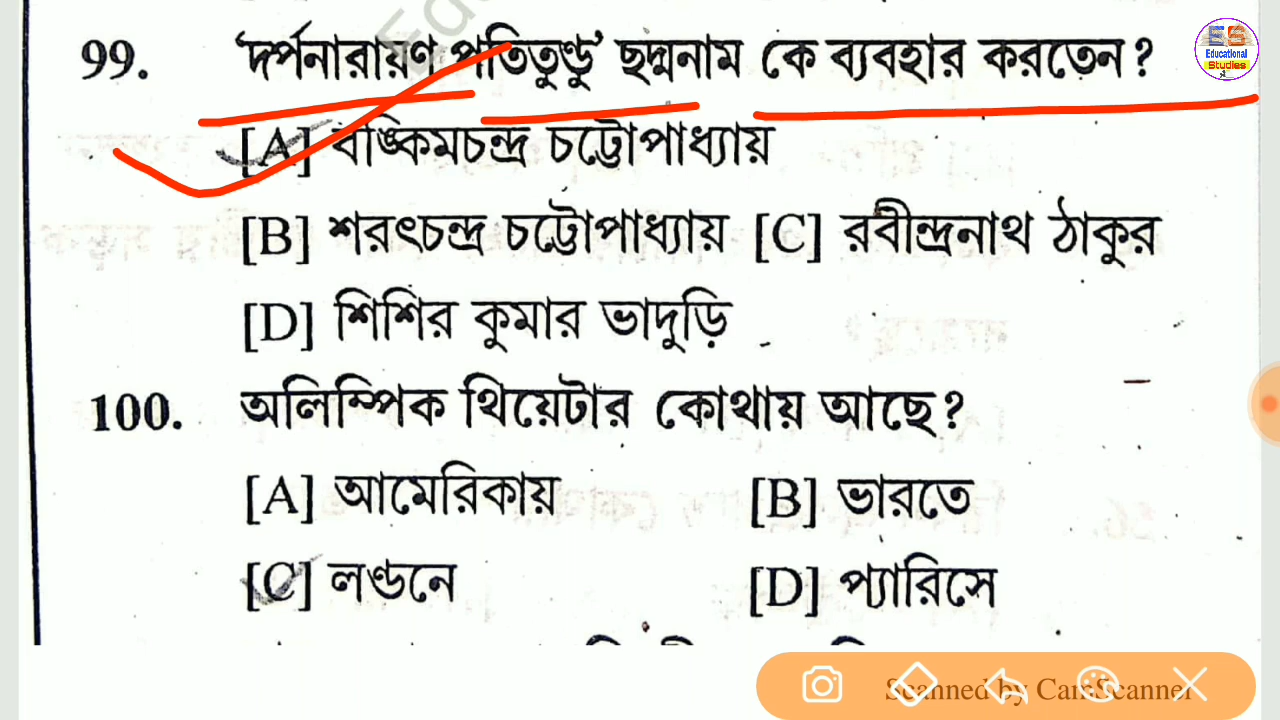 99. 'দর্পনারায়ণ পতিতুণ্ডু' ছদ্মনাম কে ব্যবহার করতেন?
[A] বঙ্কিমচন্দ্র চট্টোপাধ্যায়
[B] শরৎচন্দ্র চট্টোপাধ্যায় [C] রবীন্দ্রনাথ ঠাকুর
[D] শিশির কুমার ভাদুড়ি
100. অলিম্পিক থিয়েটার কোথায় আছে?
[A] আমেরিকায় [B] ভারতে
[C] লণ্ডনে [D] প্যারিসে
Scanned by CamScanner
ES
Educational
Studies